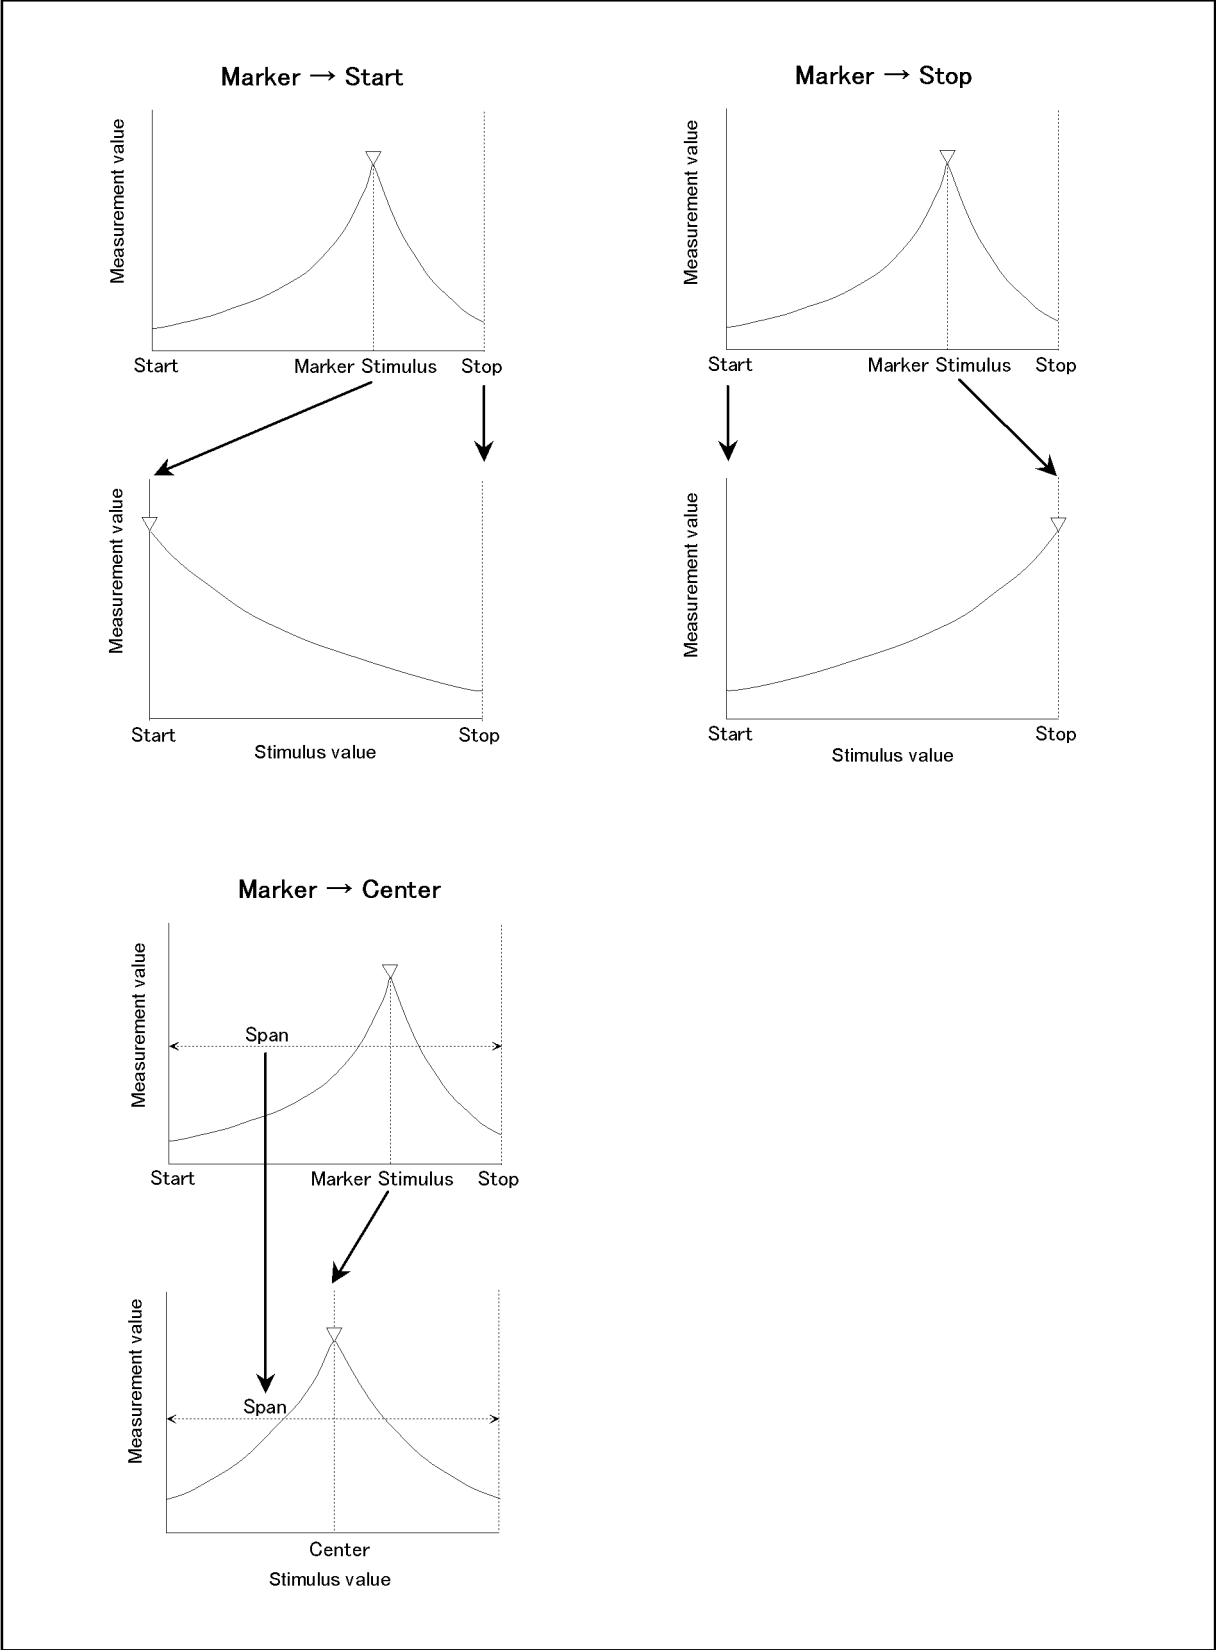 Marker → Start
Measurement value
Start Marker Stimulus Stop
Measurement value
Start Stop
Stimulus value
Marker → Stop
Measurement value
Start Marker Stimulus Stop
Measurement value
Start Stop
Stimulus value
Marker → Center
Measurement value
Span
Start Marker Stimulus Stop
Measurement value
Span
Center
Stimulus value